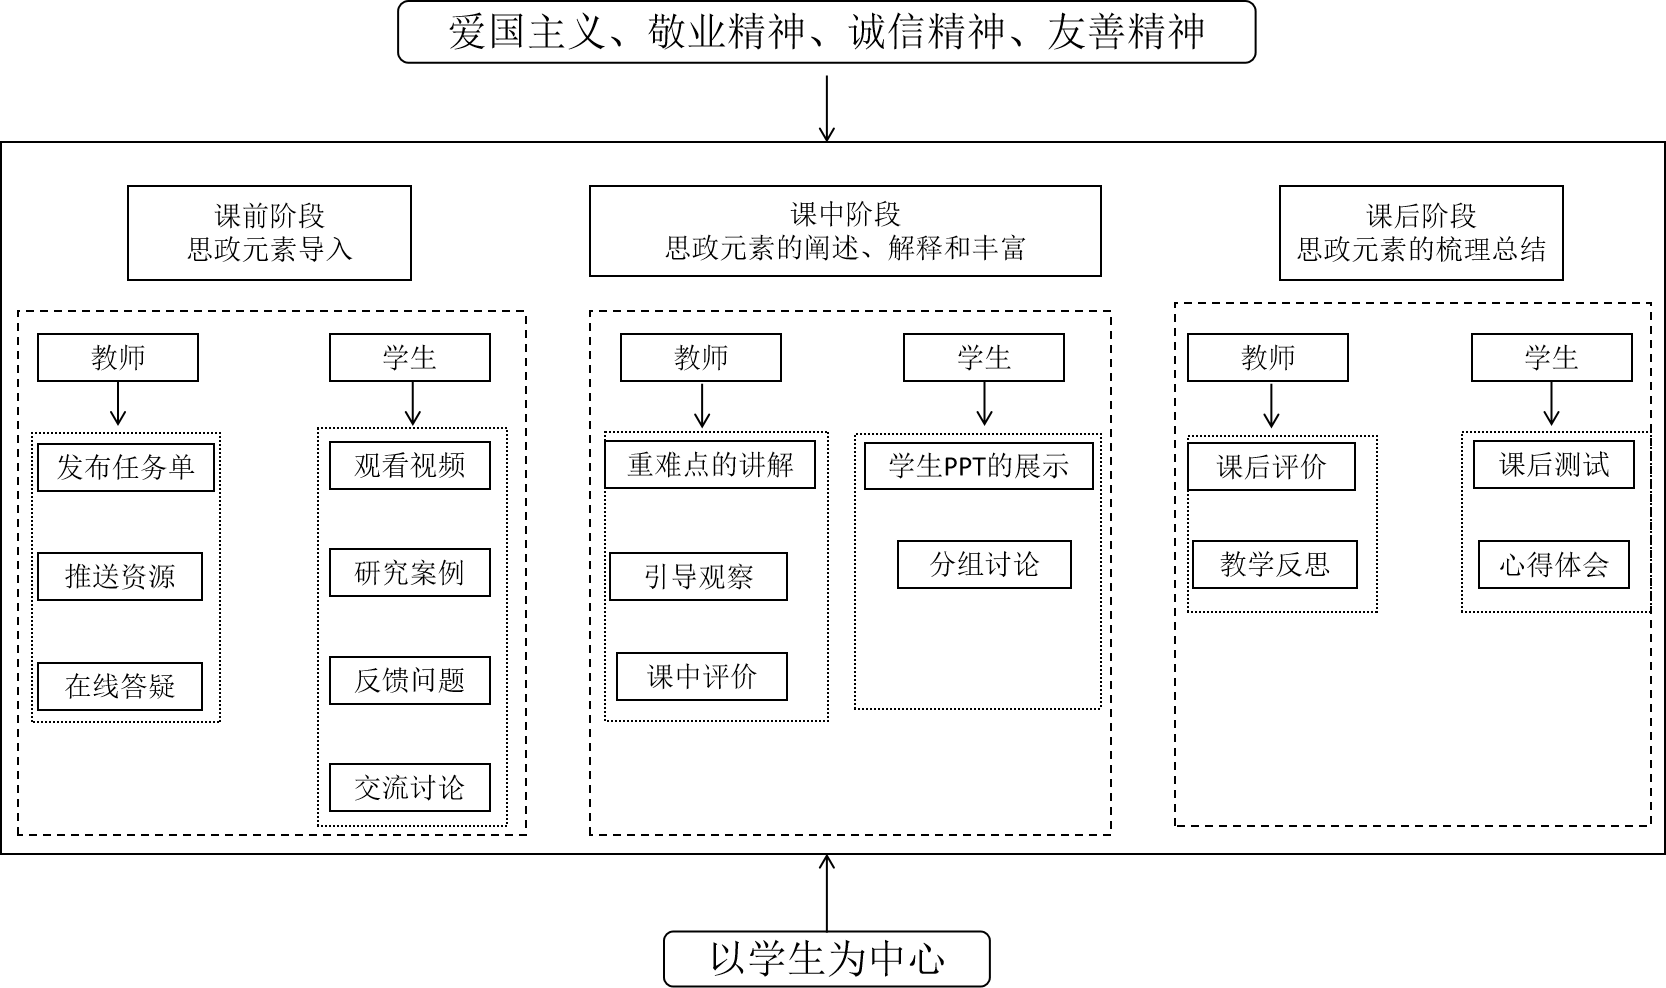 爱国主义、敬业精神、诚信精神、友善精神
课前阶段
思政元素导入
课中阶段
思政元素的阐述、解释和丰富
课后阶段
思政元素的梳理总结
教师
学生
发布任务单
推送资源
在线答疑
观看视频
研究案例
反馈问题
交流讨论
教师
学生
重难点的讲解
引导观察
课中评价
学生PPT的展示
分组讨论
教师
学生
课后评价
教学反思
课后测试
心得体会
以学生为中心